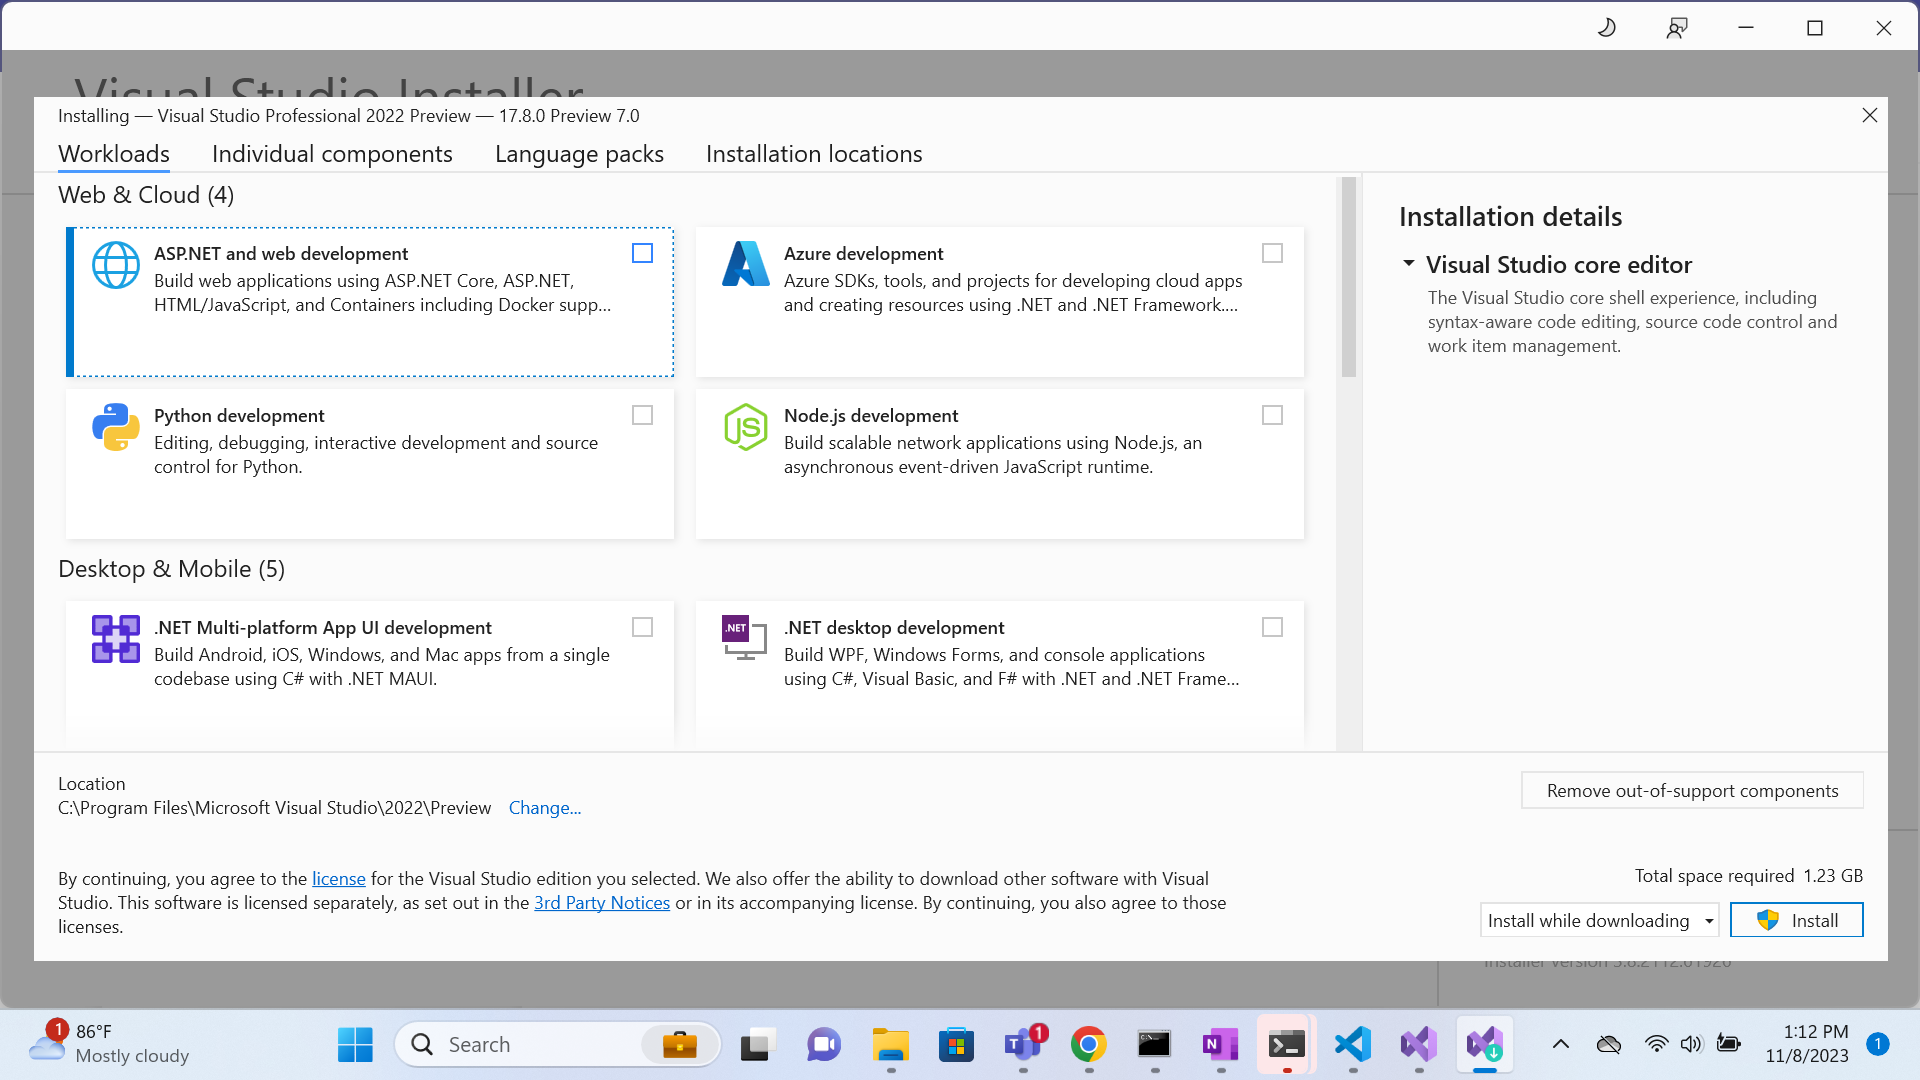 Visual Studio Installer
Installing — Visual Studio Professional 2022 Preview — 17.8.0 Preview 7.0
Workloads
Individual components
Language packs
Installation locations
Web & Cloud (4)
ASP.NET and web development
Build web applications using ASP.NET Core, ASP.NET,
HTML/JavaScript, and Containers including Docker supp...
Azure development
Azure SDKs, tools, and projects for developing cloud apps
and creating resources using .NET and .NET Framework....
Python development
Editing, debugging, interactive development and source
control for Python.
JS
Node.js development
Build scalable network applications using Node.js, an
asynchronous event-driven JavaScript runtime.
Desktop & Mobile (5)
.NET Multi-platform App UI development
Build Android, iOS, Windows, and Mac apps from a single
codebase using C# with .NET MAUI.
.NET
.NET desktop development
Build WPF, Windows Forms, and console applications
using C#, Visual Basic, and F# with .NET and .NET Frame...
Installation details
Visual Studio core editor
The Visual Studio core shell experience, including
syntax-aware code editing, source code control and
work item management.
Location
C:\Program Files\Microsoft Visual Studio\2022\Preview Change...
Remove out-of-support components
By continuing, you agree to the license for the Visual Studio edition you selected. We also offer the ability to download other software with Visual
Studio. This software is licensed separately, as set out in the 3rd Party Notices or in its accompanying license. By continuing, you also agree to those
licenses.
Total space required 1.23 GB
Install while downloading
Install
Installer version 3.8.2112.61926
1
86°F
Mostly cloudy
Search
T
1
N
1:12 PM
11/8/2023
1